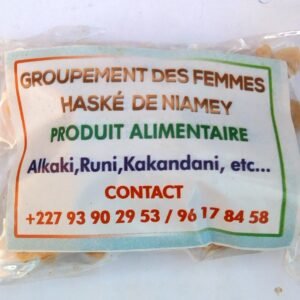 GROUPEMENT DES FEMMES
HASKÉ DE NIAMEY
PRODUIT ALIMENTAIRE
Alkaki,Runi,Kakandani, etc...
CONTACT
+227 93 90 29 53 / 96 17 84 58